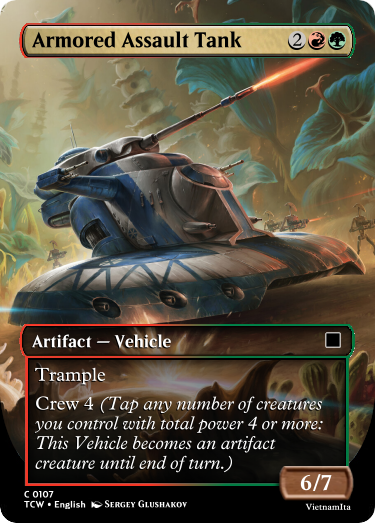 Armored Assault Tank 2
Artifact — Vehicle
Trample
Crew 4 (Tap any number of creatures
you control with total power 4 or more:
This Vehicle becomes an artifact
creature until end of turn.)
6/7
C 0107
TCW • English Sergey Glushakov
VietnamIta